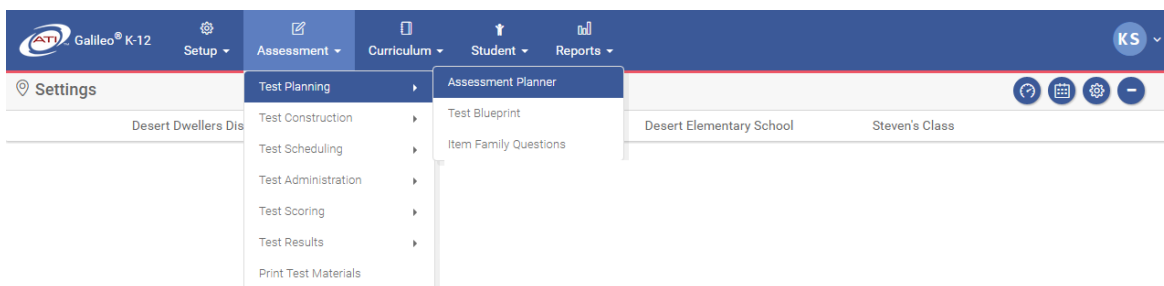 ATI Galileo® K-12
Setup Assessment Curriculum Student Reports
KS
Settings
Desert Dwellers Dis
Desert Elementary School
Steven's Class
Test Planning
Test Construction
Test Scheduling
Test Administration
Test Scoring
Test Results
Print Test Materials
Assessment Planner
Test Blueprint
Item Family Questions